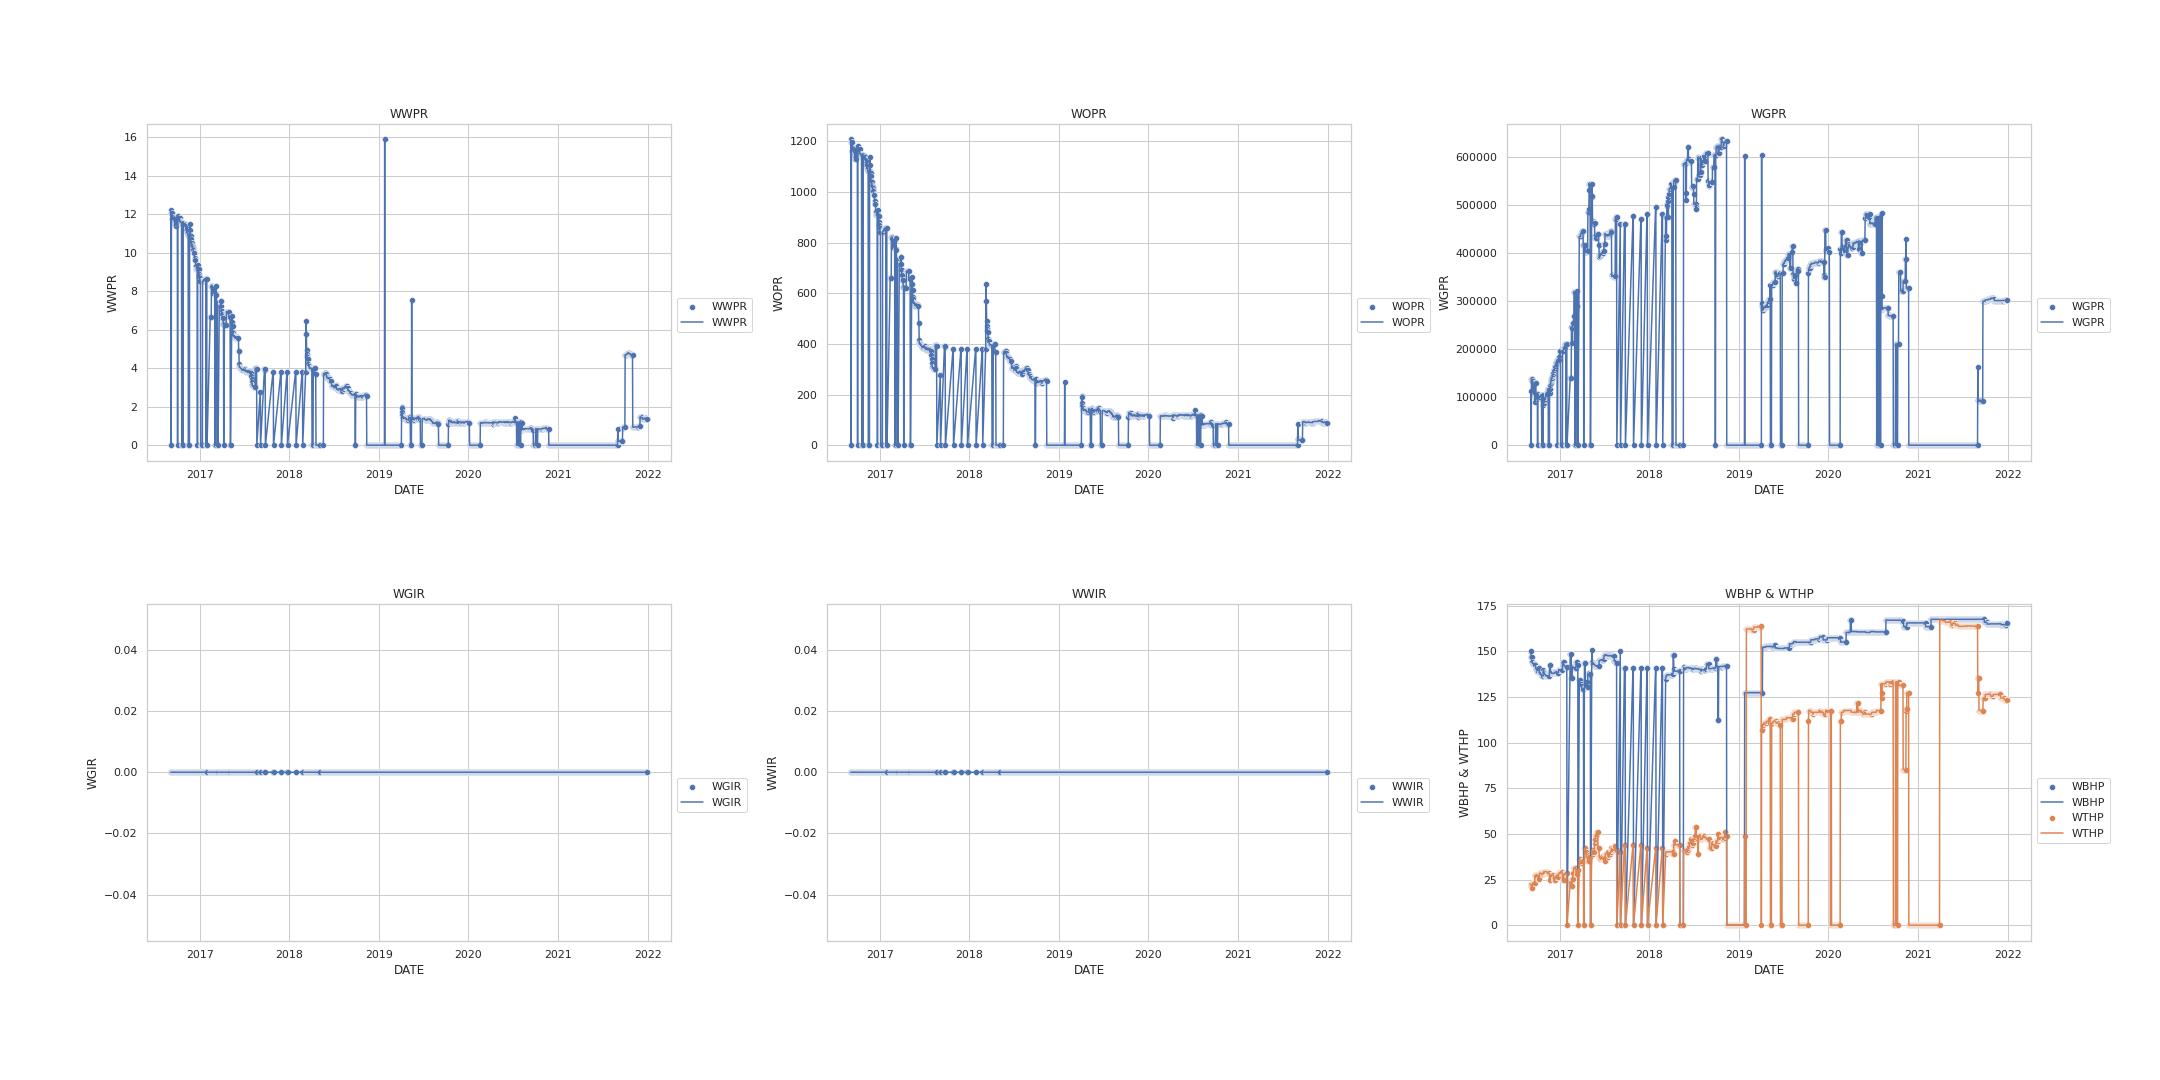 WWPR
WWPR
16
14
12
10
8
6
4
2
0
2017 2018 2019 2020 2021 2022
DATE
WWPR
WWPR
WOPR
WOPR
1200
1000
800
600
400
200
0
2017 2018 2019 2020 2021 2022
DATE
WOPR
WOPR
WGPR
WGPR
600000
500000
400000
300000
200000
100000
0
2017 2018 2019 2020 2021 2022
DATE
WGPR
WGPR
WGIR
WGIR
0.04
0.02
0.00
−0.02
−0.04
2017 2018 2019 2020 2021 2022
DATE
WGIR
WGIR
WWIR
WWIR
0.04
0.02
0.00
−0.02
−0.04
2017 2018 2019 2020 2021 2022
DATE
WWIR
WWIR
WBHP & WTHP
WBHP & WTHP
175
150
125
100
75
50
25
0
2017 2018 2019 2020 2021 2022
DATE
WBHP
WBHP
WTHP
WTHP